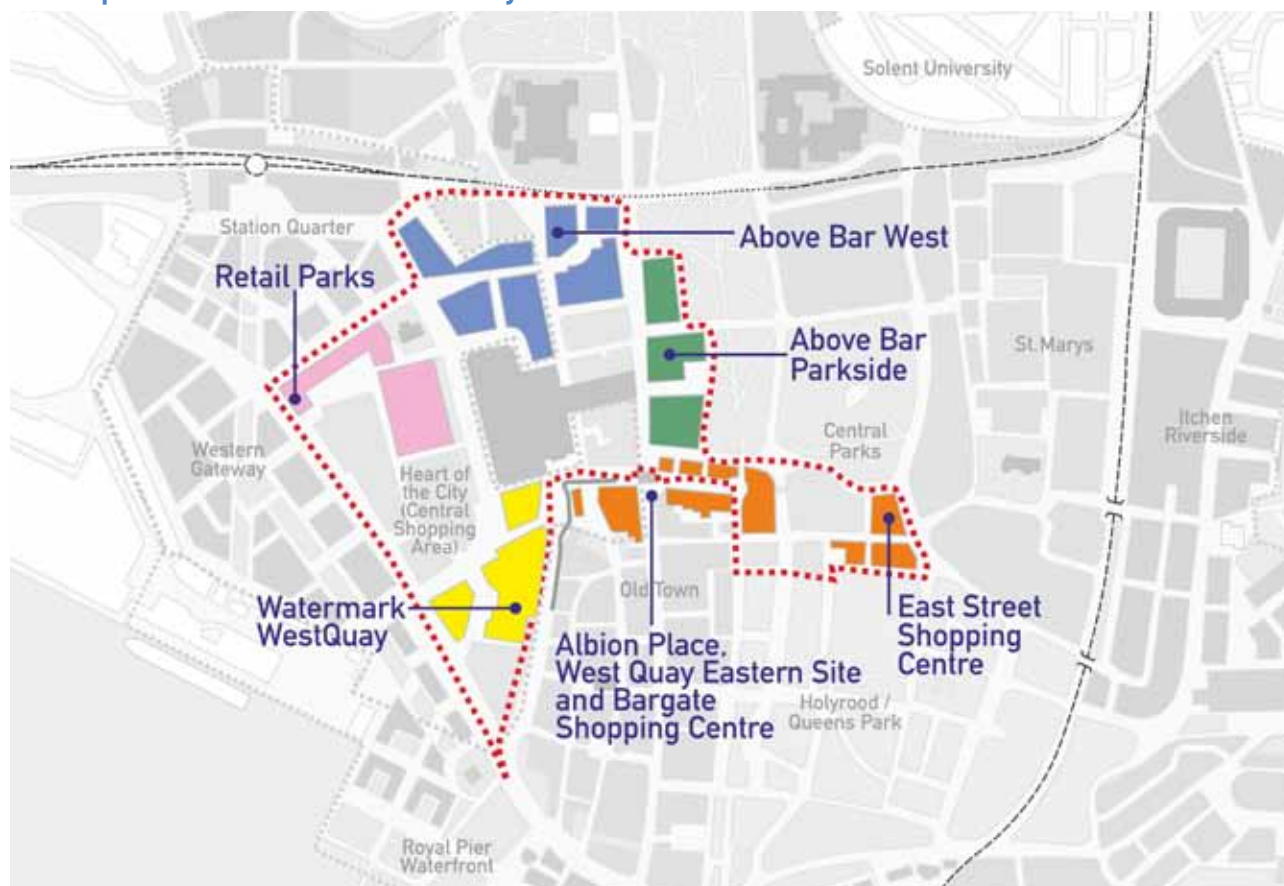 Solent University
Station Quarter
Above Bar West
Retail Parks
Above Bar
Parkside
St. Marys
Itchen
Riverside
Central
Parks
Western
Gateway
Heart of
the City
(Central
Shopping
Area)
Old Town
Watermark
WestQuay
East Street
Shopping
Centre
Albion Place,
West Quay Eastern Site
and Bargate
Shopping Centre
Holyrood /
Queens Park
Royal Pier
Waterfront